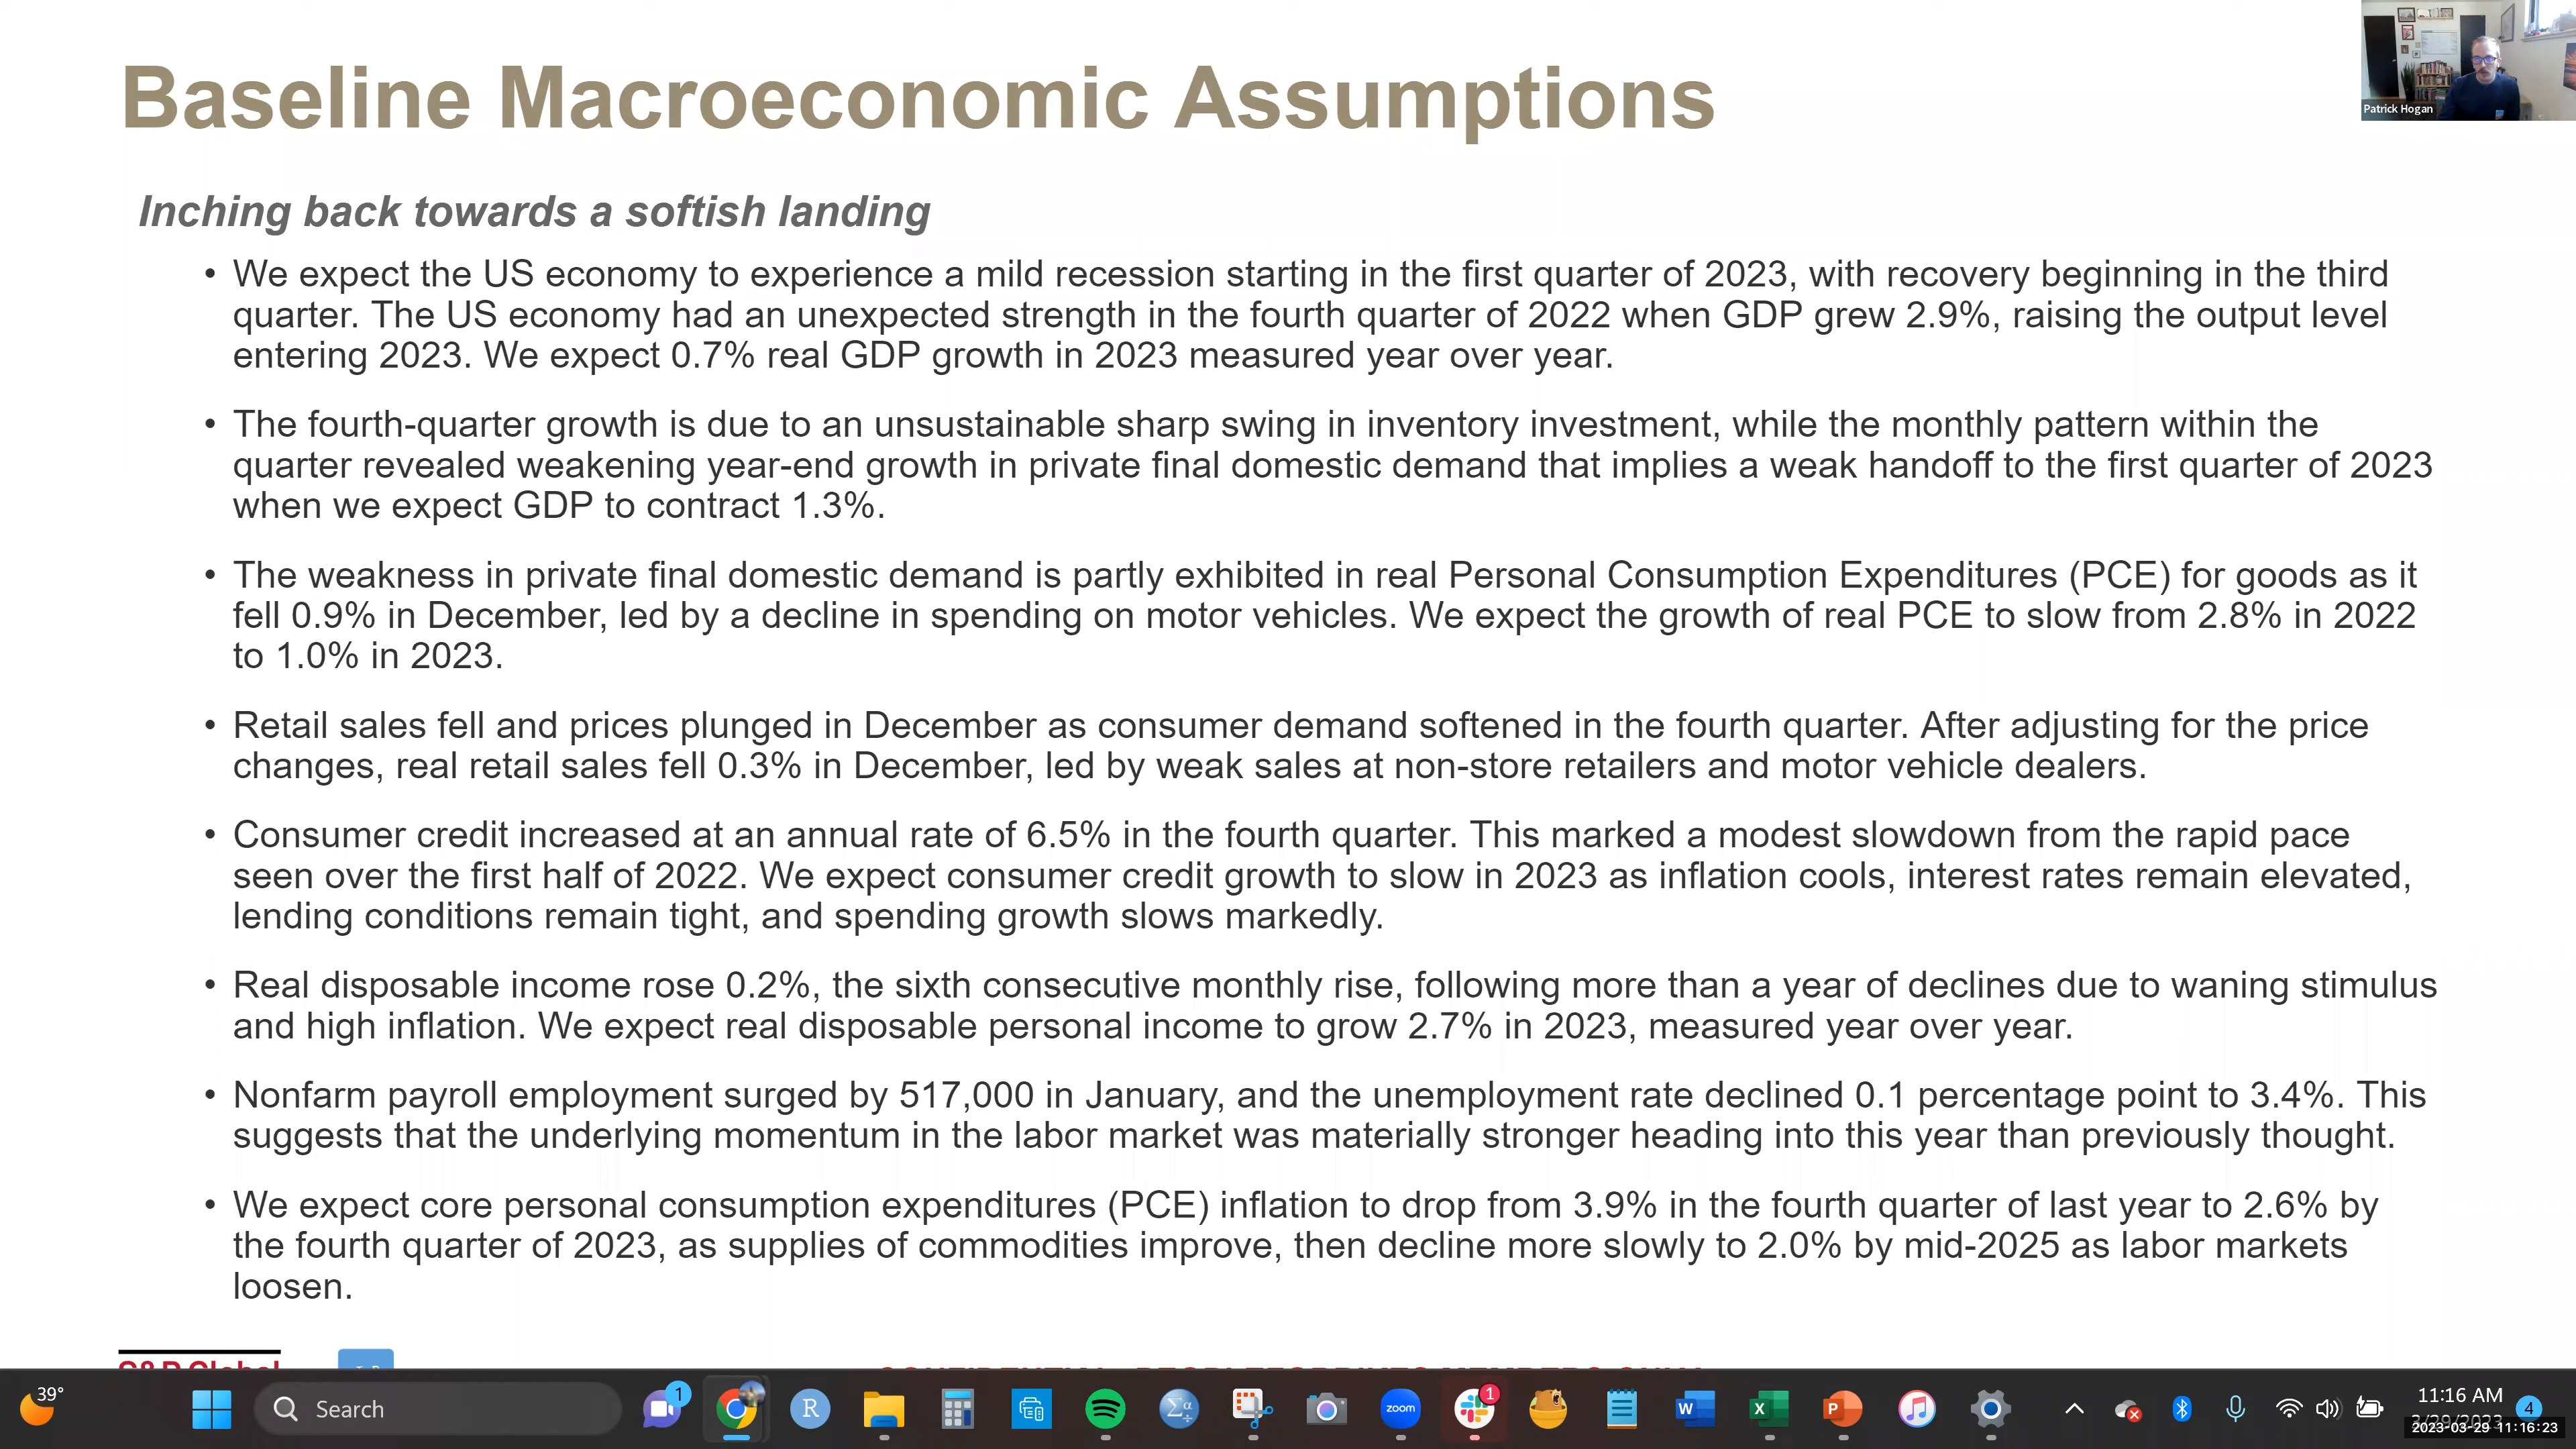 Baseline Macroeconomic Assumptions
Patrick Hogan
Inching back towards a softish landing
• We expect the US economy to experience a mild recession starting in the first quarter of 2023, with recovery beginning in the third
quarter. The US economy had an unexpected strength in the fourth quarter of 2022 when GDP grew 2.9%, raising the output level
entering 2023. We expect 0.7% real GDP growth in 2023 measured year over year.
• The fourth-quarter growth is due to an unsustainable sharp swing in inventory investment, while the monthly pattern within the
quarter revealed weakening year-end growth in private final domestic demand that implies a weak handoff to the first quarter of 2023
when we expect GDP to contract 1.3%.
• The weakness in private final domestic demand is partly exhibited in real Personal Consumption Expenditures (PCE) for goods as it
fell 0.9% in December, led by a decline in spending on motor vehicles. We expect the growth of real PCE to slow from 2.8% in 2022
to 1.0% in 2023.
• Retail sales fell and prices plunged in December as consumer demand softened in the fourth quarter. After adjusting for the price
changes, real retail sales fell 0.3% in December, led by weak sales at non-store retailers and motor vehicle dealers.
• Consumer credit increased at an annual rate of 6.5% in the fourth quarter. This marked a modest slowdown from the rapid pace
seen over the first half of 2022. We expect consumer credit growth to slow in 2023 as inflation cools, interest rates remain elevated,
lending conditions remain tight, and spending growth slows markedly.
• Real disposable income rose 0.2%, the sixth consecutive monthly rise, following more than a year of declines due to waning stimulus
and high inflation. We expect real disposable personal income to grow 2.7% in 2023, measured year over year.
• Nonfarm payroll employment surged by 517,000 in January, and the unemployment rate declined 0.1 percentage point to 3.4%. This
suggests that the underlying momentum in the labor market was materially stronger heading into this year than previously thought.
• We expect core personal consumption expenditures (PCE) inflation to drop from 3.9% in the fourth quarter of last year to 2.6% by
the fourth quarter of 2023, as supplies of commodities improve, then decline more slowly to 2.0% by mid-2025 as labor markets
loosen.
S&P Global
39°
Search
1
R
Σα
zoom
1
W
X
P
11:16 AM
3/29/2023
4
2023-03-29 11:16:23